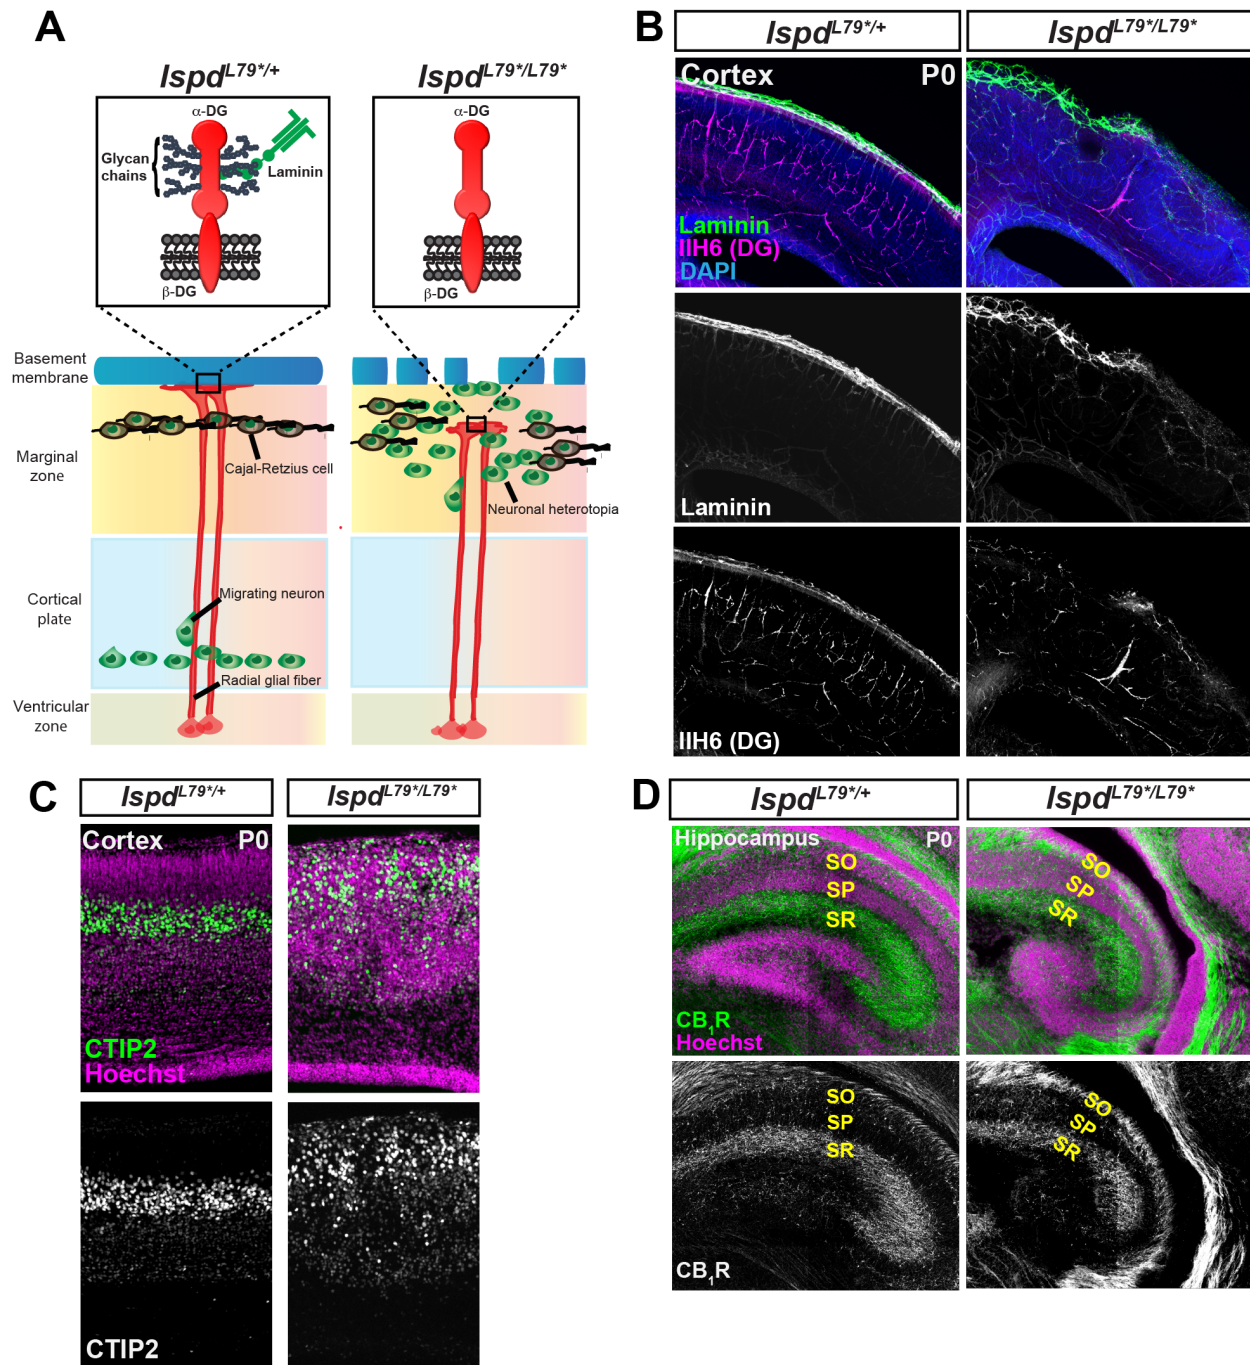 A
Ispd^L79*/+
Ispd^L79*/L79*
α-DG
Glycan
chains
Laminin
β-DG
α-DG
β-DG
Basement
membrane
Marginal
zone
Cajal-Retzius cell
Neuronal heterotopia
Cortical
plate
Migrating neuron
Radial glial fiber
Ventricular
zone
B
Ispd^L79*/+
Ispd^L79*/L79*
Cortex P0
Laminin
IIH6 (DG)
DAPI
Laminin
IIH6 (DG)
C
Ispd^L79*/+
Ispd^L79*/L79*
Cortex P0
CTIP2
Hoechst
CTIP2
D
Ispd^L79*/+
Ispd^L79*/L79*
Hippocampus P0
SO
SP
SR
CB₁R
Hoechst
SO
SP
SR
SO
SP
SR
CB₁R
SO
SP
SR